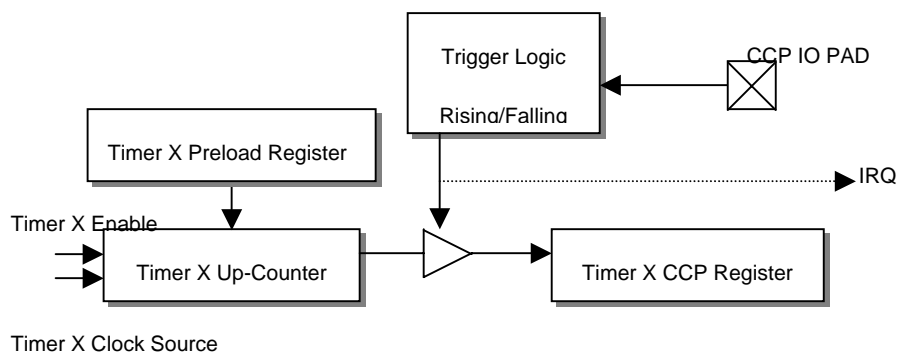 Trigger Logic
CCP IO PAD
Rising/Falling
Timer X Preload Register
IRQ
Timer X Enable
Timer X Up-Counter
Timer X CCP Register
Timer X Clock Source